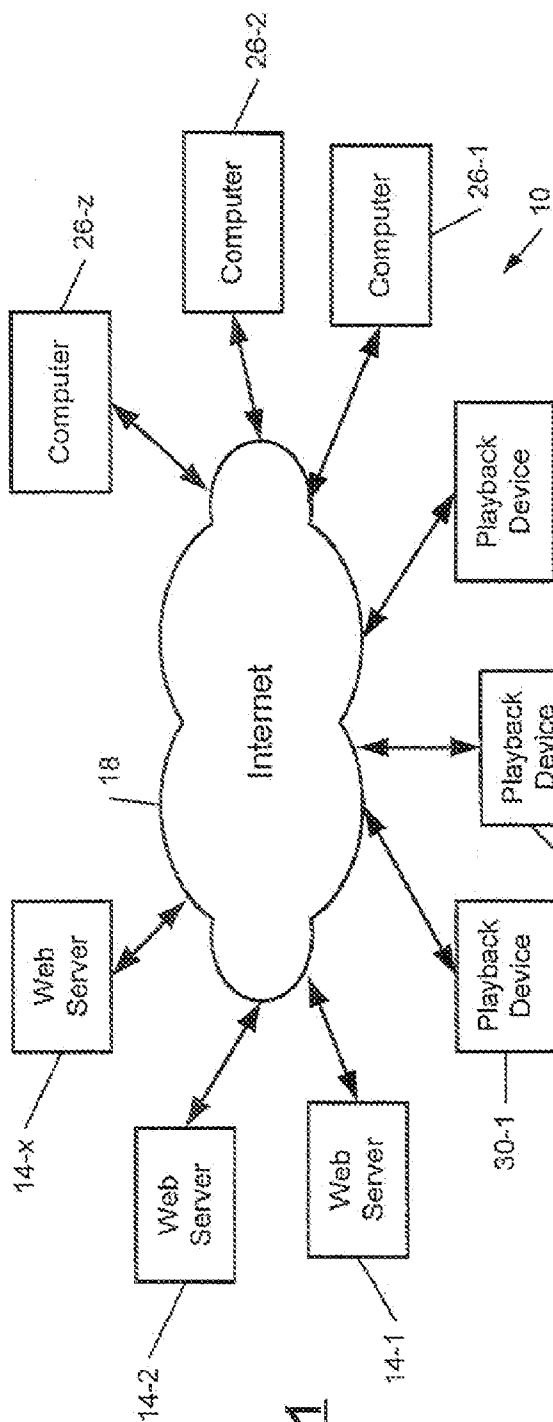 14-x
Web
Server
18
Computer
26-z
14-2
Web
Server
Internet
Computer
26-2
14-1
Web
Server
Computer
26-1
30-1
Playback
Device
Playback
Device
Playback
Device
10
1